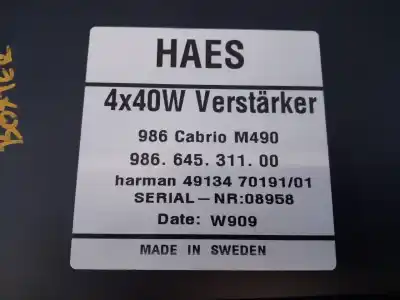 BOXTER
HAES
4x40W Verstärker
986 Cabrio M490
986. 645. 311. 00
harman 49134 70191/01
SERIAL–NR:08958
Date: W909
MADE IN SWEDEN